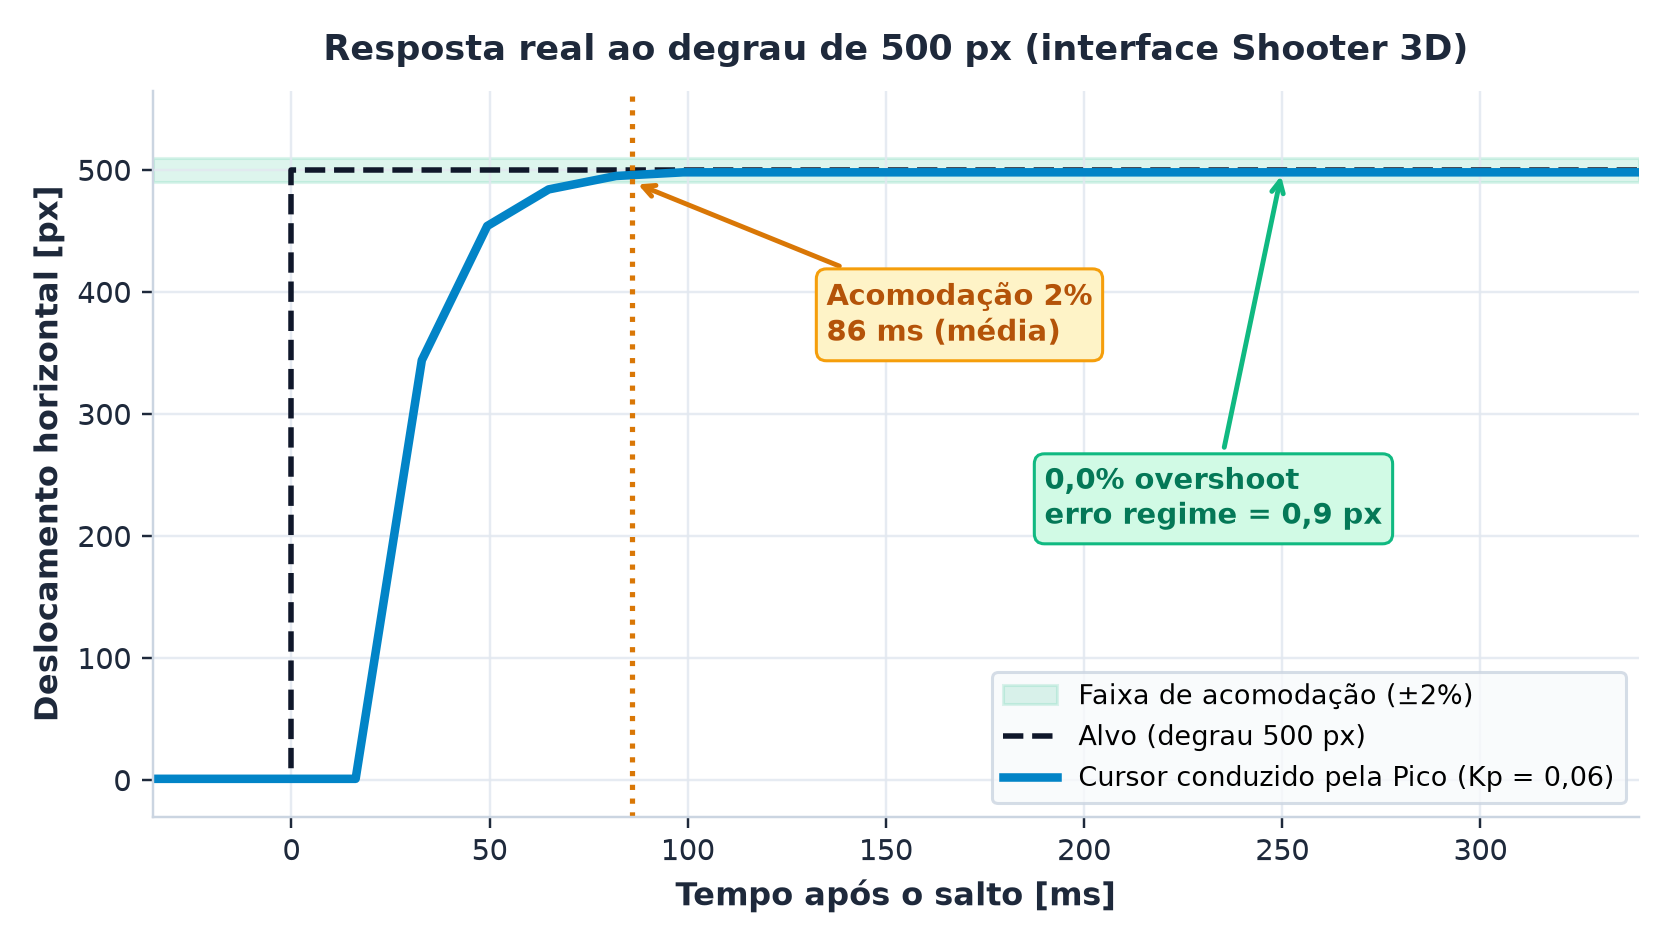 Resposta real ao degrau de 500 px (interface Shooter 3D)
Deslocamento horizontal [px]
500
400
300
200
100
0
Acomodação 2%
86 ms (média)
0,0% overshoot
erro regime = 0,9 px
Faixa de acomodação (±2%)
Alvo (degrau 500 px)
Cursor conduzido pela Pico (Kp = 0,06)
0
50
100
150
200
250
300
Tempo após o salto [ms]